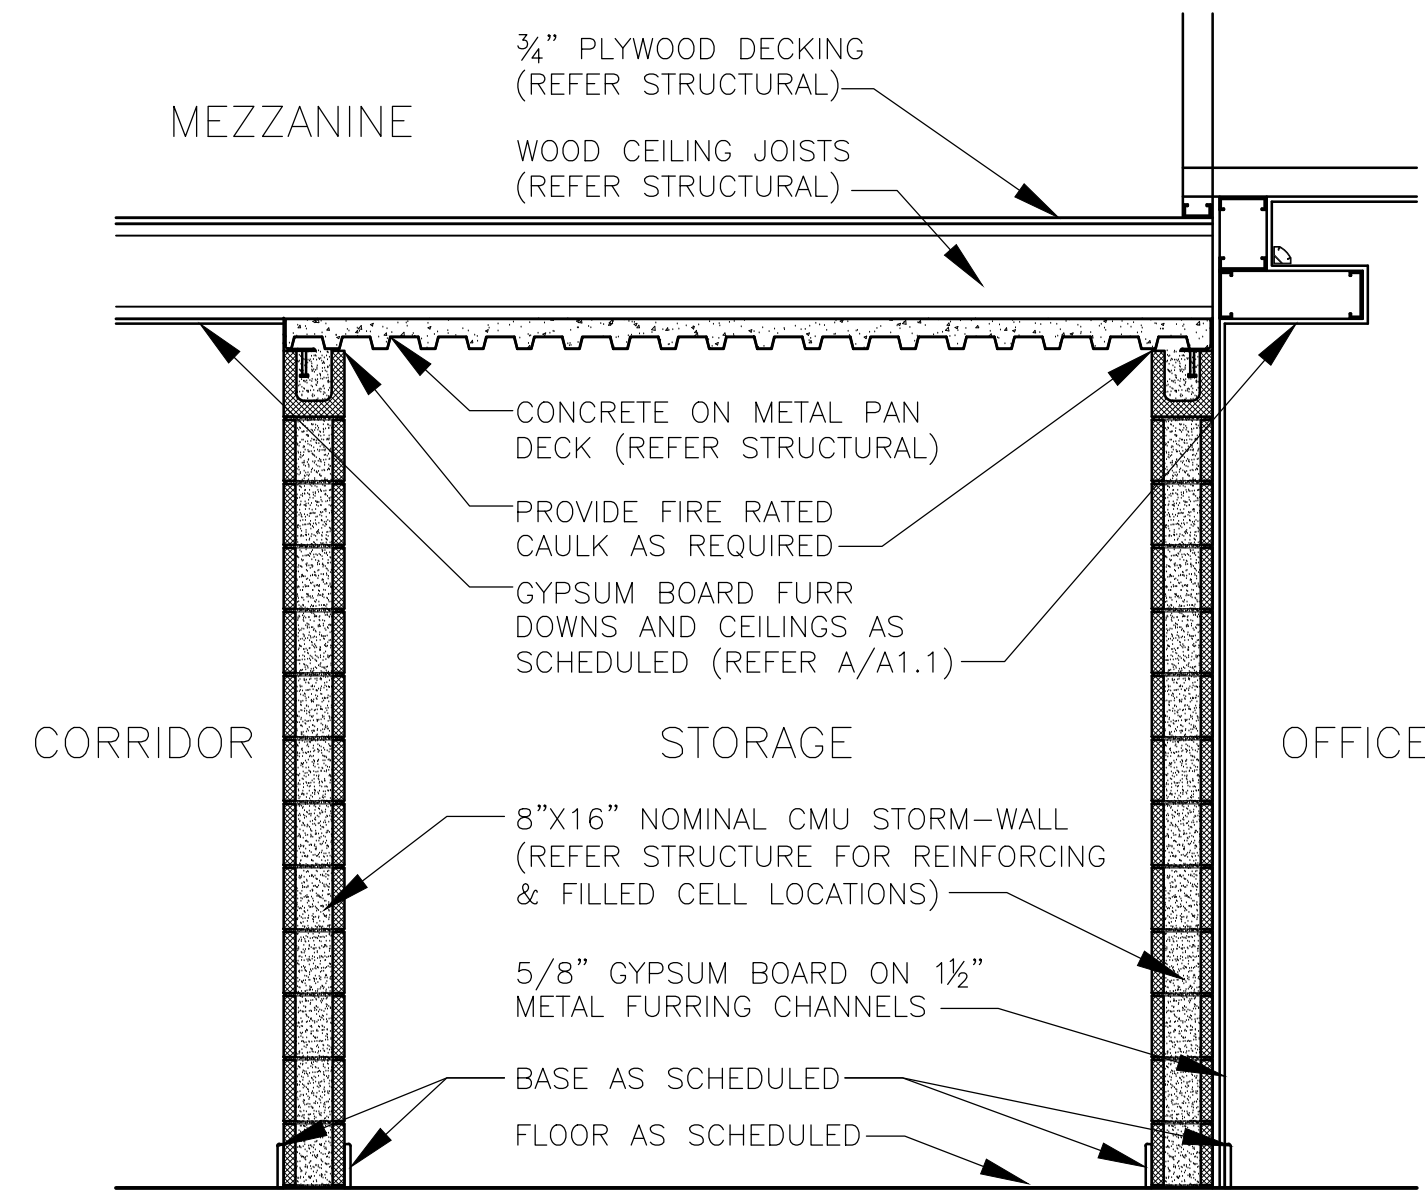 ¾” PLYWOOD DECKING
(REFER STRUCTURAL)
MEZZANINE
WOOD CEILING JOISTS
(REFER STRUCTURAL)
CONCRETE ON METAL PAN
DECK (REFER STRUCTURAL)
PROVIDE FIRE RATED
CAULK AS REQUIRED
GYPSUM BOARD FURR
DOWNS AND CEILINGS AS
SCHEDULED (REFER A/A1.1)
CORRIDOR
STORAGE
OFFICE
8”X16” NOMINAL CMU STORM-WALL
(REFER STRUCTURE FOR REINFORCING
& FILLED CELL LOCATIONS)
5/8” GYPSUM BOARD ON 1½”
METAL FURRING CHANNELS
BASE AS SCHEDULED
FLOOR AS SCHEDULED